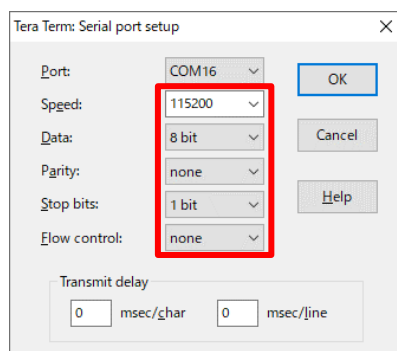 Tera Term: Serial port setup
Port: COM16 OK
Speed: 115200
Data: 8 bit Cancel
Parity: none
Stop bits: 1 bit Help
Flow control: none
Transmit delay
0 msec/char 0 msec/line